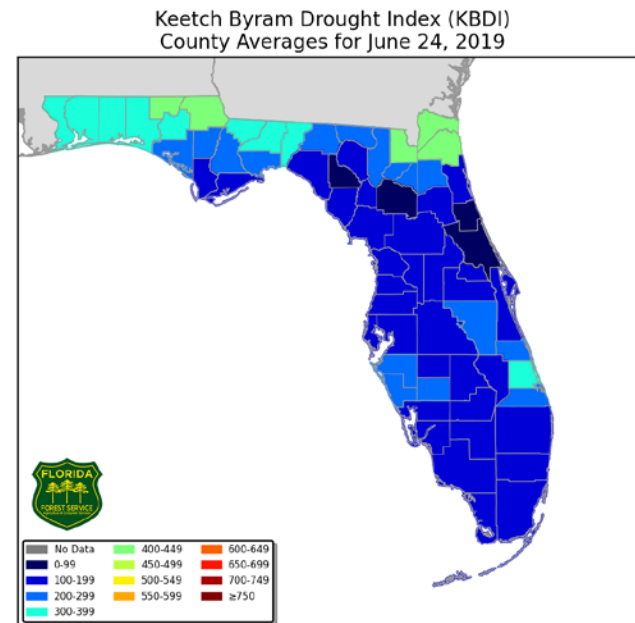 Keetch Byram Drought Index (KBDI)
County Averages for June 24, 2019
FLORIDA
FOREST SERVICE
No Data
0-99
100-199
200-299
300-399
400-449
450-499
500-549
550-599
600-649
650-699
700-749
≥750